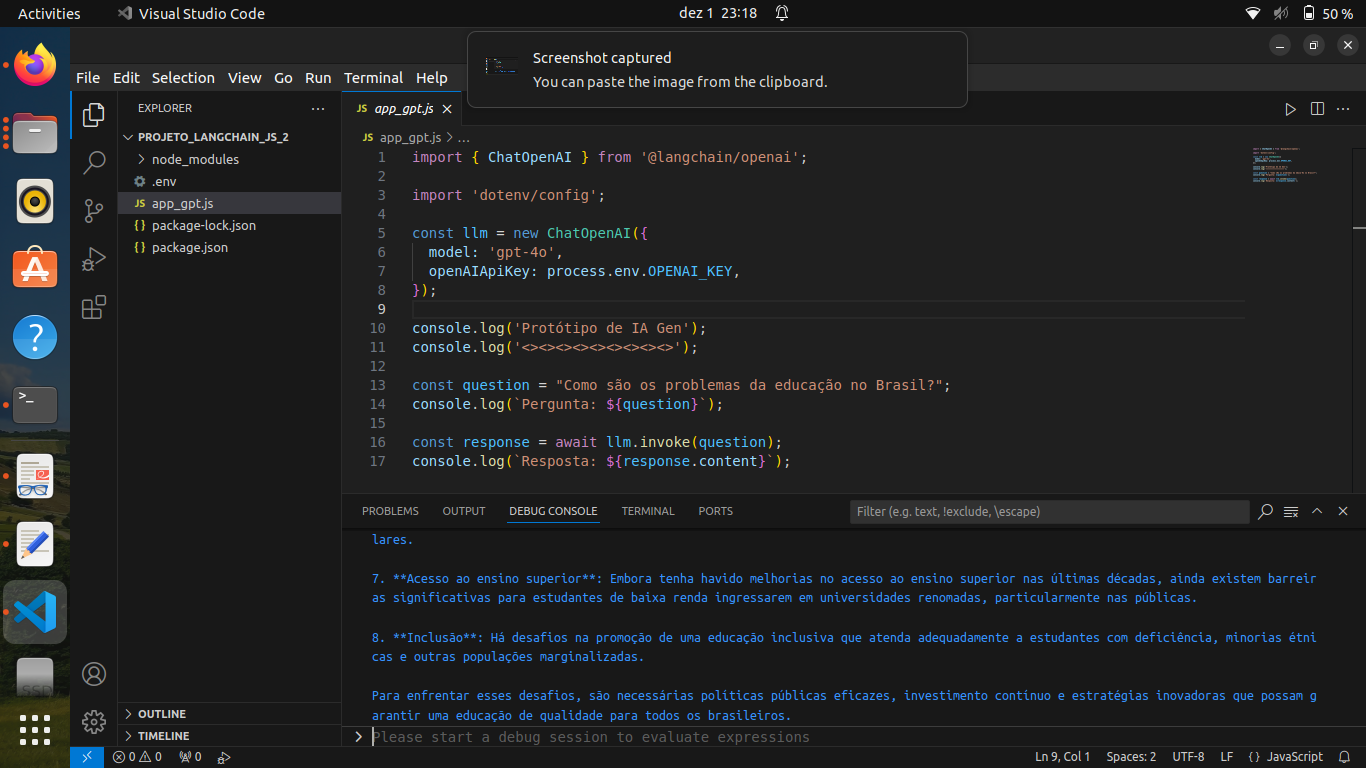 Activities
Visual Studio Code
dez 1 23:18
50 %
Screenshot captured
You can paste the image from the clipboard.
File Edit Selection View Go Run Terminal Help
EXPLORER
PROJETO_LANGCHAIN_JS_2
node_modules
.env
JS app_gpt.js
{} package-lock.json
{} package.json
OUTLINE
TIMELINE
JS app_gpt.js
JS app_gpt.js > ...
1 import { ChatOpenAI } from '@langchain/openai';
2
3 import 'dotenv/config';
4
5 const llm = new ChatOpenAI({
6 model: 'gpt-4o',
7 openAIApiKey: process.env.OPENAI_KEY,
8 });
9
10 console.log('Protótipo de IA Gen');
11 console.log('<><><><><><><><><>');
12
13 const question = "Como são os problemas da educação no Brasil?";
14 console.log(`Pergunta: ${question}`);
15
16 const response = await llm.invoke(question);
17 console.log(`Resposta: ${response.content}`);
PROBLEMS OUTPUT DEBUG CONSOLE TERMINAL PORTS
Filter (e.g. text, !exclude, \escape)
lares.
7. **Acesso ao ensino superior**: Embora tenha havido melhorias no acesso ao ensino superior nas últimas décadas, ainda existem barreir
as significativas para estudantes de baixa renda ingressarem em universidades renomadas, particularmente nas públicas.
8. **Inclusão**: Há desafios na promoção de uma educação inclusiva que atenda adequadamente a estudantes com deficiência, minorias étni
cas e outras populações marginalizadas.
Para enfrentar esses desafios, são necessárias políticas públicas eficazes, investimento contínuo e estratégias inovadoras que possam g
arantir uma educação de qualidade para todos os brasileiros.
Please start a debug session to evaluate expressions
SSD
0 0 0
Ln 9, Col 1 Spaces: 2 UTF-8 LF {} JavaScript